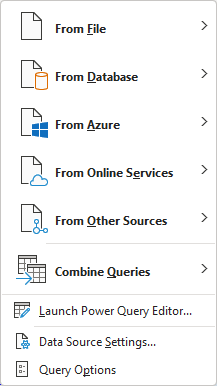 From File
From Database
From Azure
From Online Services
From Other Sources
Combine Queries
Launch Power Query Editor...
Data Source Settings...
Query Options